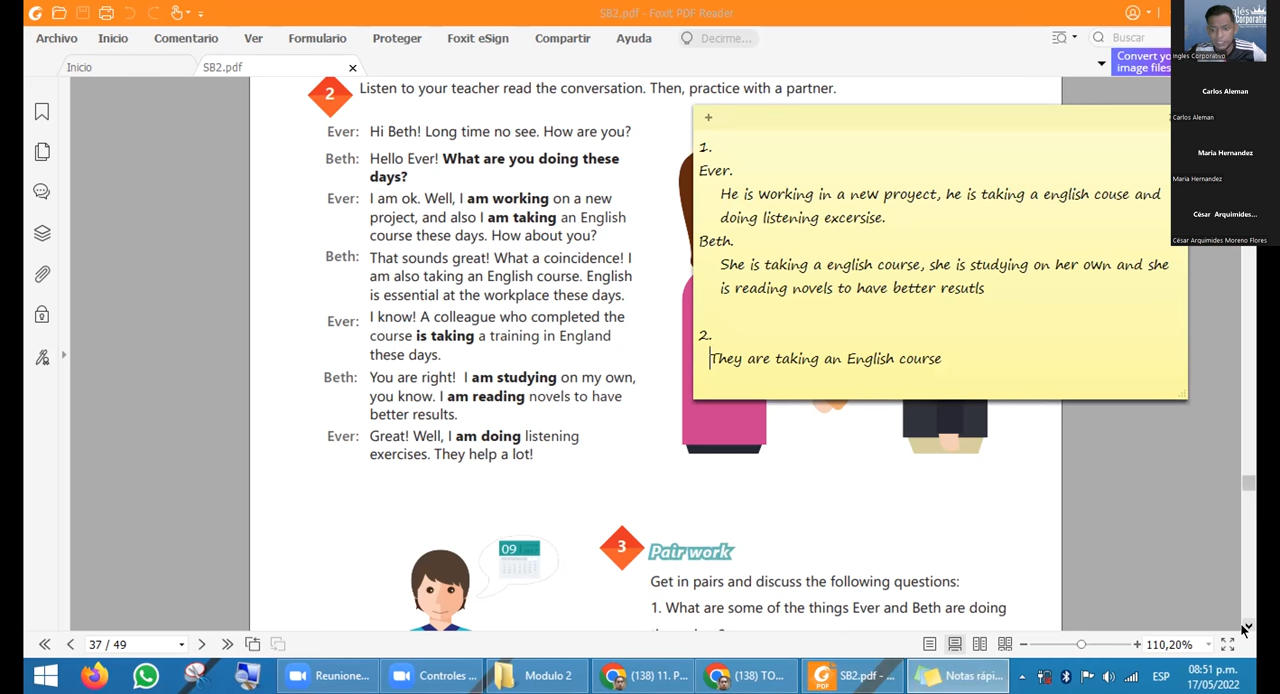 SB2.pdf - Foxit PDF Reader
Archivo Inicio Comentario Ver Formulario Proteger Foxit eSign Compartir Ayuda Decirme... Buscar
Inicio SB2.pdf
Convert yo
image files
2 Listen to your teacher read the conversation. Then, practice with a partner.
Ever: Hi Beth! Long time no see. How are you?
Beth: Hello Ever! What are you doing these
days?
Ever: I am ok. Well, I am working on a new
project, and also I am taking an English
course these days. How about you?
Beth: That sounds great! What a coincidence! I
am also taking an English course. English
is essential at the workplace these days.
Ever: I know! A colleague who completed the
course is taking a training in England
these days.
Beth: You are right! I am studying on my own,
you know. I am reading novels to have
better results.
Ever: Great! Well, I am doing listening
exercises. They help a lot!
1.
Ever.
He is working in a new proyect, he is taking a english couse and
doing listening excersise.
Beth.
She is taking a english course, she is studying on her own and she
is reading novels to have better resutls
2.
They are taking an English course
Ingles Corporativo
Carlos Aleman
Carlos Aleman
Maria Hernandez
Maria Hernandez
César Arquimides...
César Arquimides Moreno Flores
09
3 Pair work
Get in pairs and discuss the following questions:
1. What are some of the things Ever and Beth are doing
37 / 49
110,20%
Reunione... Controles ... Modulo 2 (138) 11. P... (138) TO... SB2.pdf - ... Notas rápi...
ESP
08:51 p.m.
17/05/2022